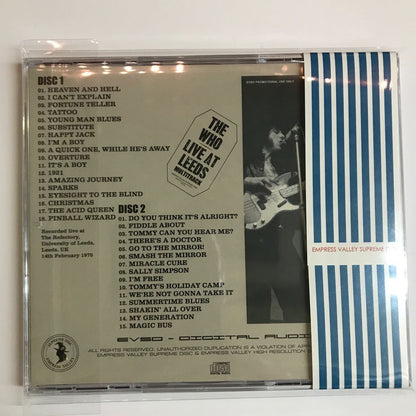 DISC 1
01. HEAVEN AND HELL
02. I CAN'T EXPLAIN
03. FORTUNE TELLER
04. TATTOO
05. YOUNG MAN BLUES
06. SUBSTITUTE
07. HAPPY JACK
08. I'M A BOY
09. A QUICK ONE, WHILE HE'S AWAY
10. OVERTURE
11. IT'S A BOY
12. 1921
13. AMAZING JOURNEY
14. SPARKS
15. EYESIGHT TO THE BLIND
16. CHRISTMAS
17. THE ACID QUEEN
18. PINBALL WIZARD
Recorded live at
The Refectory,
University of Leeds,
Leeds, UK
14th February 1970
THE WHO
LIVE AT
LEEDS
MULTITRACK
DISC 2
01. DO YOU THINK IT'S ALRIGHT?
02. FIDDLE ABOUT
03. TOMMY CAN YOU HEAR ME?
04. THERE'S A DOCTOR
05. GO TO THE MIRROR!
06. SMASH THE MIRROR
07. MIRACLE CURE
08. SALLY SIMPSON
09. I'M FREE
10. TOMMY'S HOLIDAY CAMP
11. WE'RE NOT GONNA TAKE IT
12. SUMMERTIME BLUES
13. SHAKIN' ALL OVER
14. MY GENERATION
15. MAGIC BUS
EVSD - DIGITAL AUDIO
ALL RIGHTS RESERVED. UNAUTHORIZED DUPLICATION IS A VIOLATION OF
EMPRESS VALLEY SUPREME DISC & EMPRESS VALLEY HIGH RESOLUTION
EVSD PROMOTIONAL USE ONLY
EMPRESS VALLEY SUPREME
SUPREME DISC
EMPRESS VALLEY